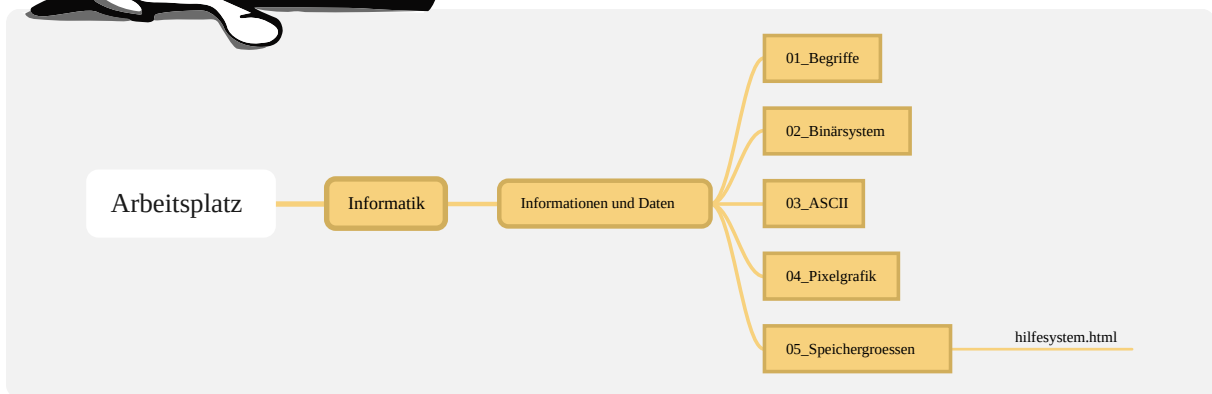 Arbeitsplatz
Informatik
Informationen und Daten
01_Begriffe
02_Binärsystem
03_ASCII
04_Pixelgrafik
05_Speichergroessen
hilfesystem.html